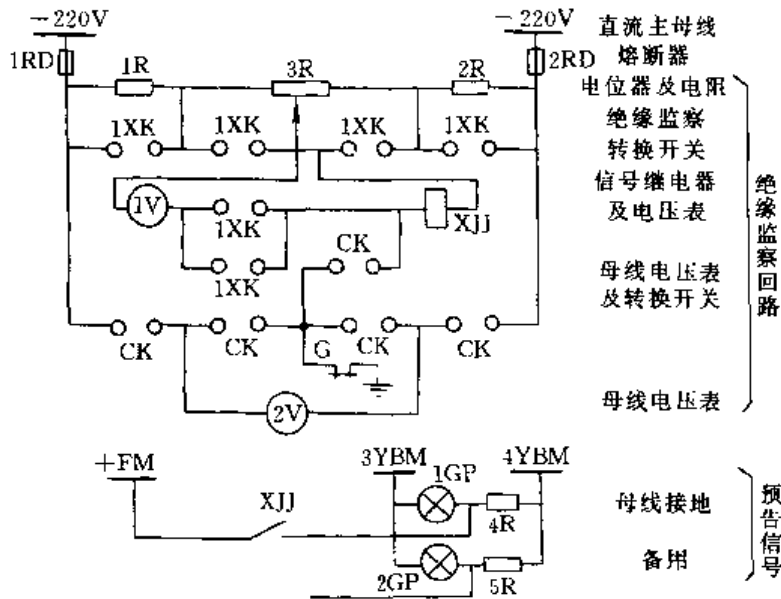 -220V
-220V
直流主母线
1RD
2RD
熔断器
1R
3R
2R
电位器及电阻
1XK
1XK
1XK
1XK
绝缘监察
转换开关
信号继电器
1V
1XK
XJJ
及电压表
绝缘监察回路
CK
1XK
母线电压表
及转换开关
CK
CK
G
CK
CK
2V
母线电压表
+FM
3YBM
4YBM
1GP
XJJ
4R
母线接地
预告信号
2GP
5R
备用